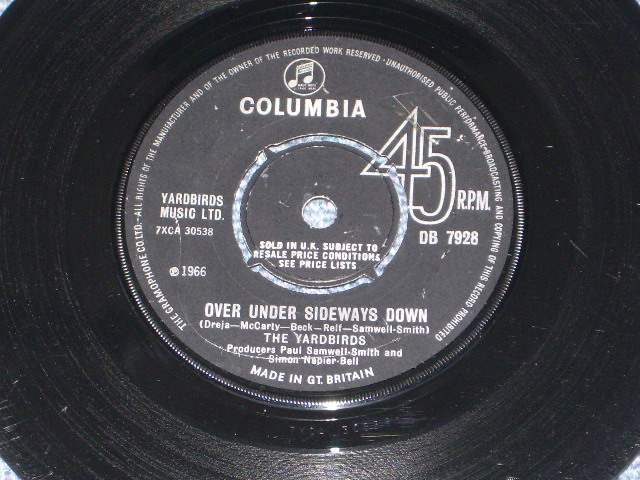 THE GRAMOPHONE CO. LTD.—ALL RIGHTS OF THE MANUFACTURER AND OF THE OWNER OF THE RECORDED WORK RESERVED·UNAUTHORISED PUBLIC PERFORMANCE·BROADCASTING AND COPYING OF THIS RECORD PROHIBITED
COLUMBIA
45
R.P.M.
YARDBIRDS
MUSIC LTD.
7XCA 30538
DB 7928
SOLD IN U.K. SUBJECT TO
RESALE PRICE CONDITIONS,
SEE PRICE LISTS
℗ 1966
OVER UNDER SIDEWAYS DOWN
(Dreja—McCarty—Beck—Relf—Samwell-Smith)
THE YARDBIRDS
Producers Paul Samwell-Smith and
Simon Napier-Bell
MADE IN GT. BRITAIN